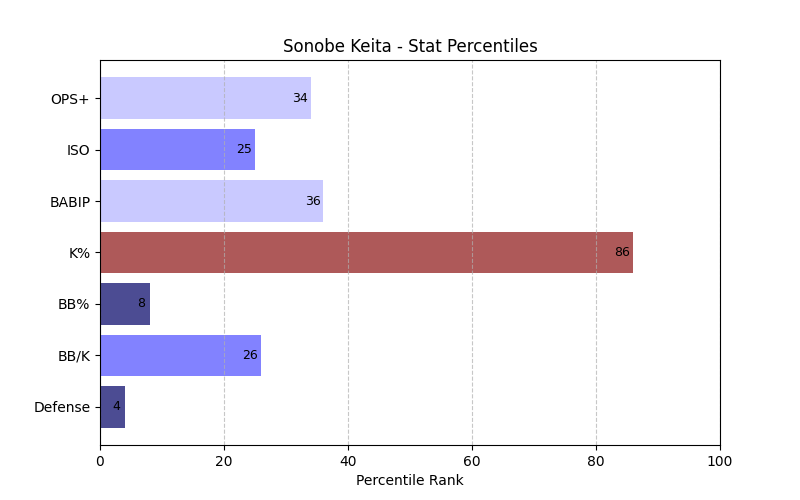 Sonobe Keita - Stat Percentiles
OPS+ 34
ISO 25
BABIP 36
K% 86
BB% 8
BB/K 26
Defense 4
0 20 40 60 80 100
Percentile Rank